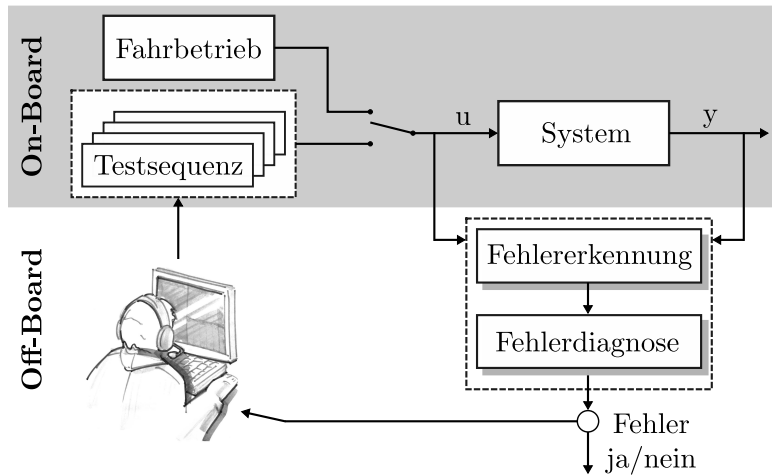 On-Board
Fahrbetrieb
Testsequenz
u
System
y
Off-Board
Fehlererkennung
Fehlerdiagnose
Fehler
ja/nein